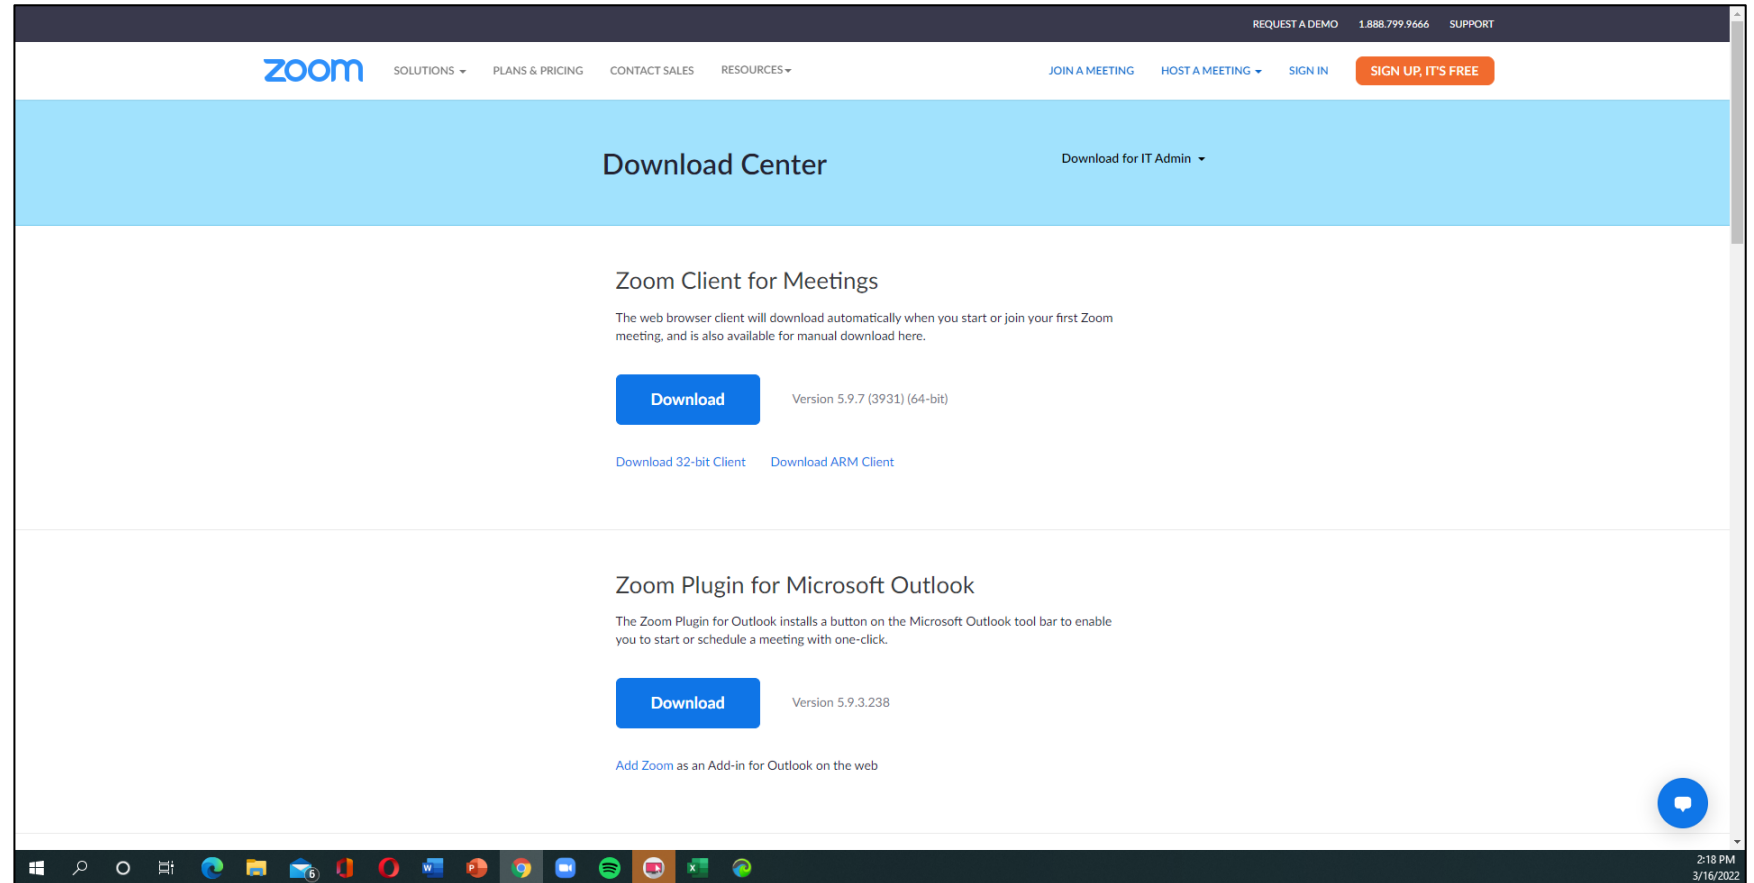 REQUEST A DEMO 1.888.799.9666 SUPPORT
zoom SOLUTIONS PLANS & PRICING CONTACT SALES RESOURCES JOIN A MEETING HOST A MEETING SIGN IN SIGN UP, IT'S FREE
Download Center Download for IT Admin
Zoom Client for Meetings
The web browser client will download automatically when you start or join your first Zoom
meeting, and is also available for manual download here.
Download Version 5.9.7 (3931) (64-bit)
Download 32-bit Client Download ARM Client
Zoom Plugin for Microsoft Outlook
The Zoom Plugin for Outlook installs a button on the Microsoft Outlook tool bar to enable
you to start or schedule a meeting with one-click.
Download Version 5.9.3.238
Add Zoom as an Add-in for Outlook on the web
6
W
P
X
2:18 PM
3/16/2022